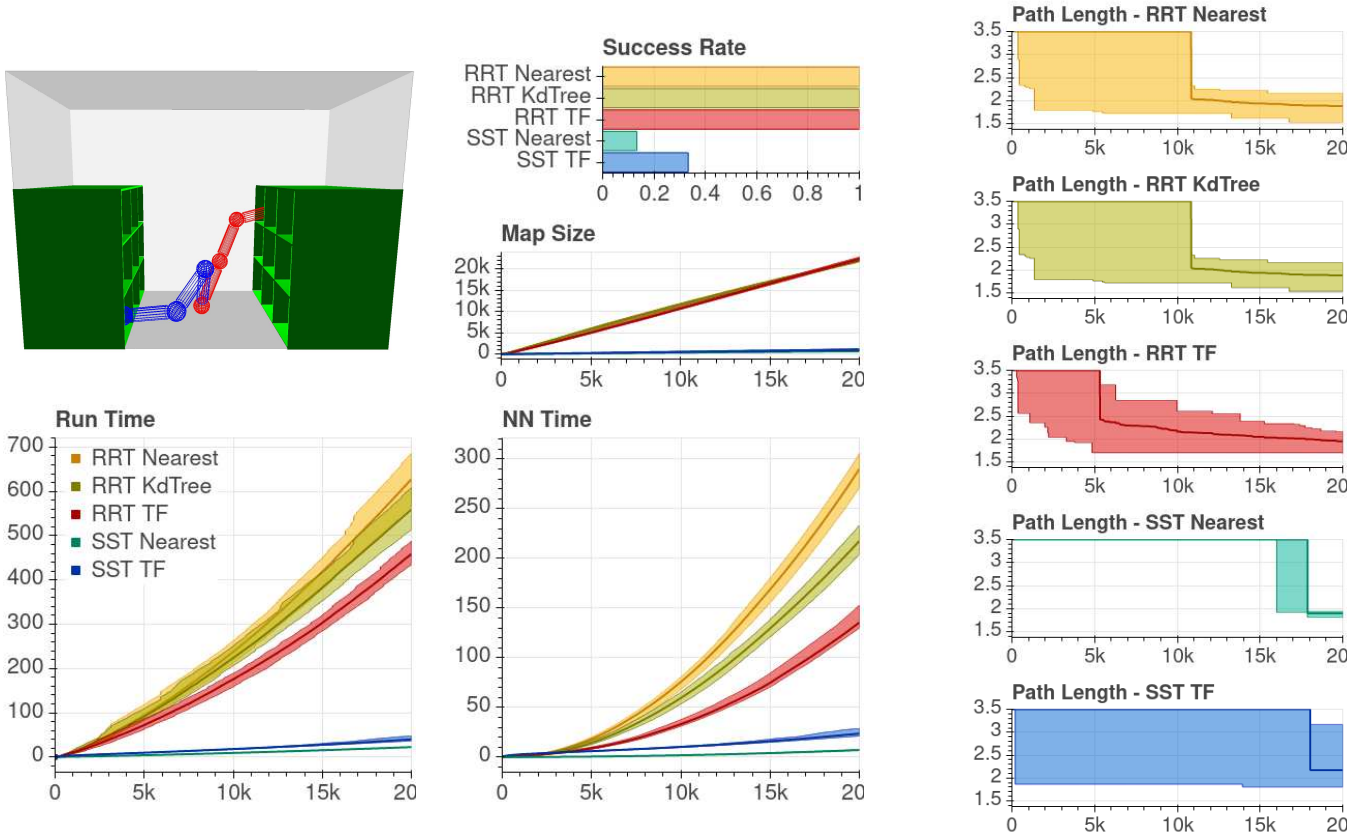 Success Rate
RRT Nearest
RRT KdTree
RRT TF
SST Nearest
SST TF
0 0.2 0.4 0.6 0.8 1
Map Size
20k
15k
10k
5k
0
0 5k 10k 15k 20
Run Time
700
600
500
400
300
200
100
0
RRT Nearest
RRT KdTree
RRT TF
SST Nearest
SST TF
0 5k 10k 15k 20
NN Time
300
250
200
150
100
50
0
0 5k 10k 15k 20
Path Length - RRT Nearest
3.5
3
2.5
2
1.5
0 5k 10k 15k 20
Path Length - RRT KdTree
3.5
3
2.5
2
1.5
0 5k 10k 15k 20
Path Length - RRT TF
3.5
3
2.5
2
1.5
0 5k 10k 15k 20
Path Length - SST Nearest
3.5
3
2.5
2
1.5
0 5k 10k 15k 20
Path Length - SST TF
3.5
3
2.5
2
1.5
0 5k 10k 15k 20